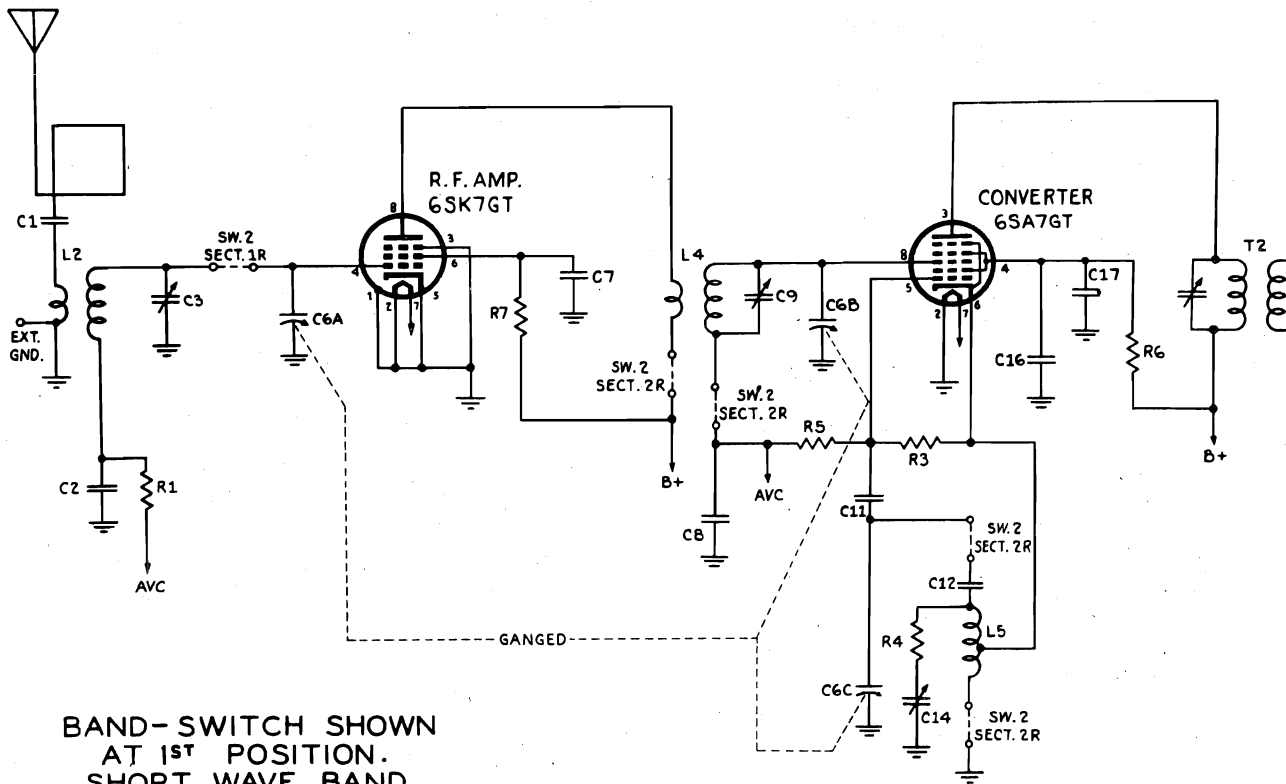 R.F. AMP.
6SK7GT
CONVERTER
6SA7GT
C1
L2
SW.2
SECT.1R
C3
C6A
EXT.
GND.
C2
R1
AVC
8
3
6
4
1
2
7
5
R7
C7
L4
SW.2
SECT.2R
B+
C9
C6B
SW.2
SECT.2R
R5
AVC
C8
3
8
5
4
2
7
6
C17
C16
R6
T2
B+
R3
C11
SW.2
SECT.2R
C12
R4
L5
C6C
C14
SW.2
SECT.2R
GANGED
BAND-SWITCH SHOWN
AT 1ST POSITION.
SHORT WAVE BAND